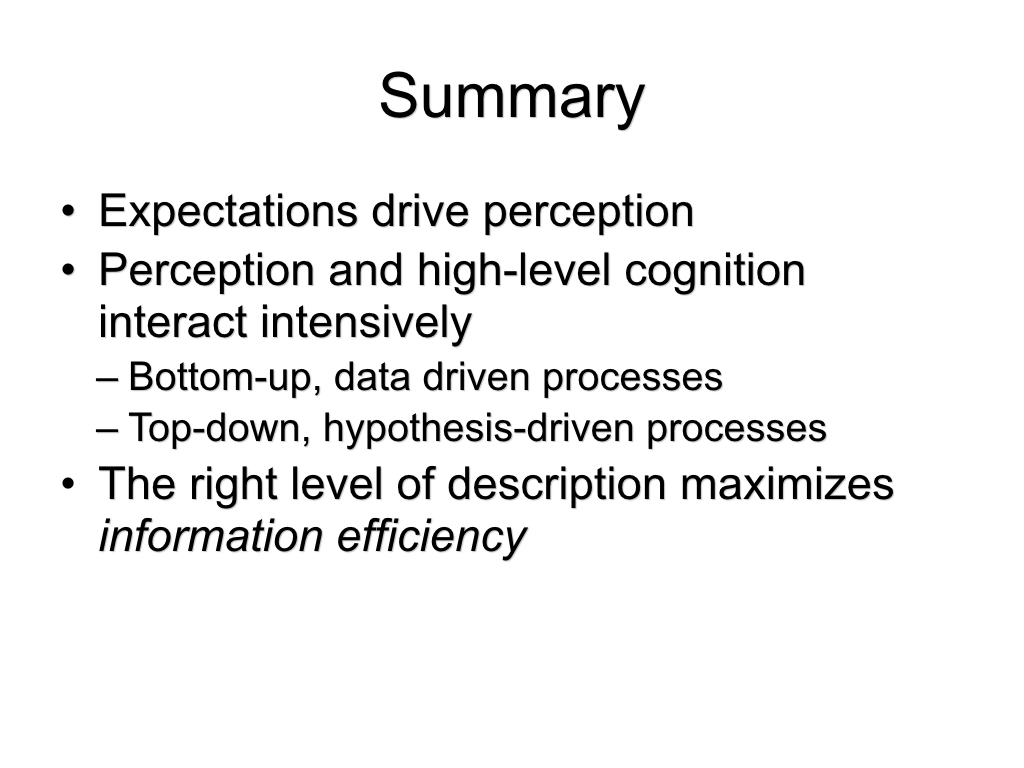 Summary
• Expectations drive perception
• Perception and high-level cognition
interact intensively
– Bottom-up, data driven processes
– Top-down, hypothesis-driven processes
• The right level of description maximizes
information efficiency